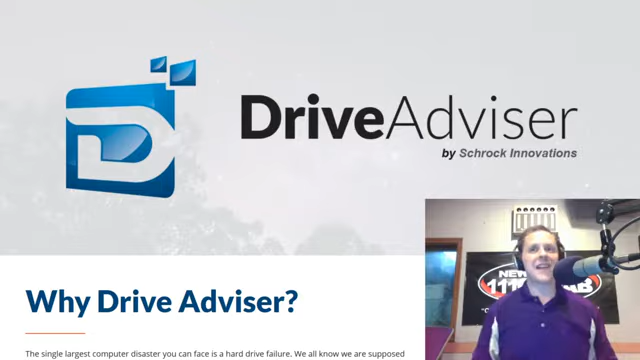 DriveAdviser
by Schrock Innovations
NEW
Why Drive Adviser?
The single largest computer disaster you can face is a hard drive failure. We all know we are supposed